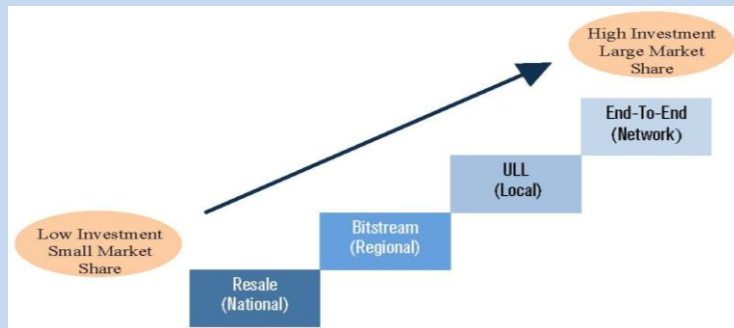 High Investment
Large Market
Share
End-To-End
(Network)
ULL
(Local)
Bitstream
(Regional)
Low Investment
Small Market
Share
Resale
(National)